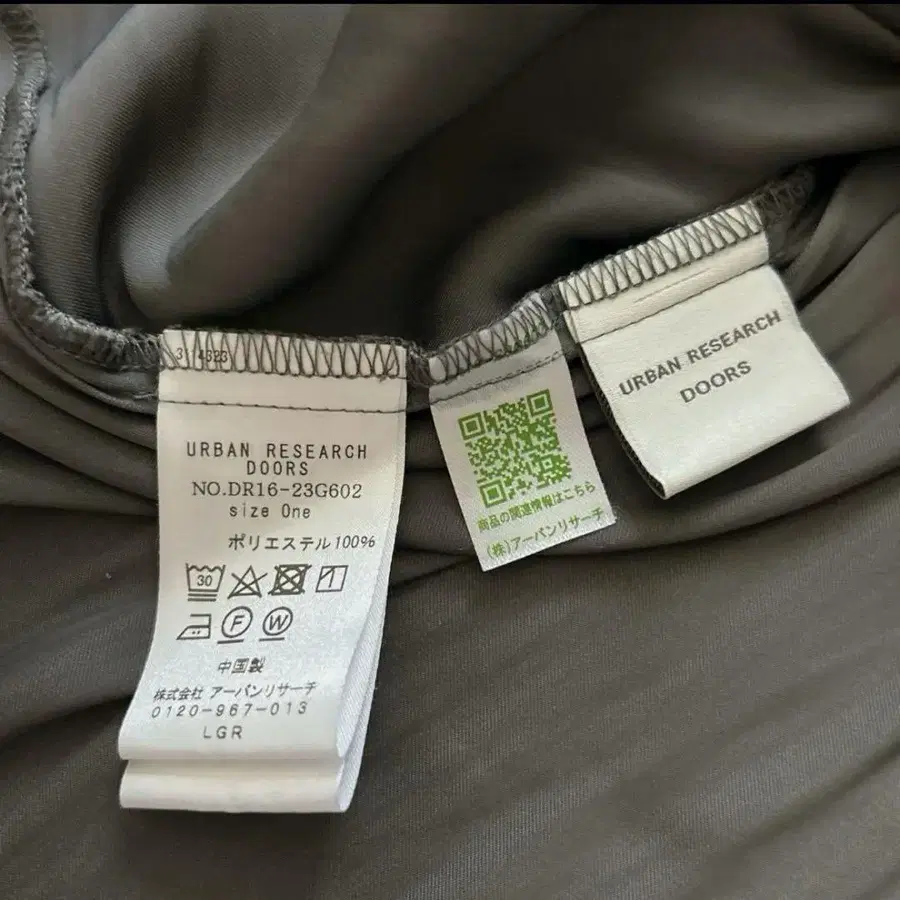 URBAN RESEARCH
DOORS
NO.DR16-23G602
size One
ポリエステル100%
30
F
W
中国製
株式会社 アーバンリサーチ
0120-967-013
LGR
商品の関連情報はこちら
(株)アーバンリサーチ
URBAN RESEARCH
DOORS